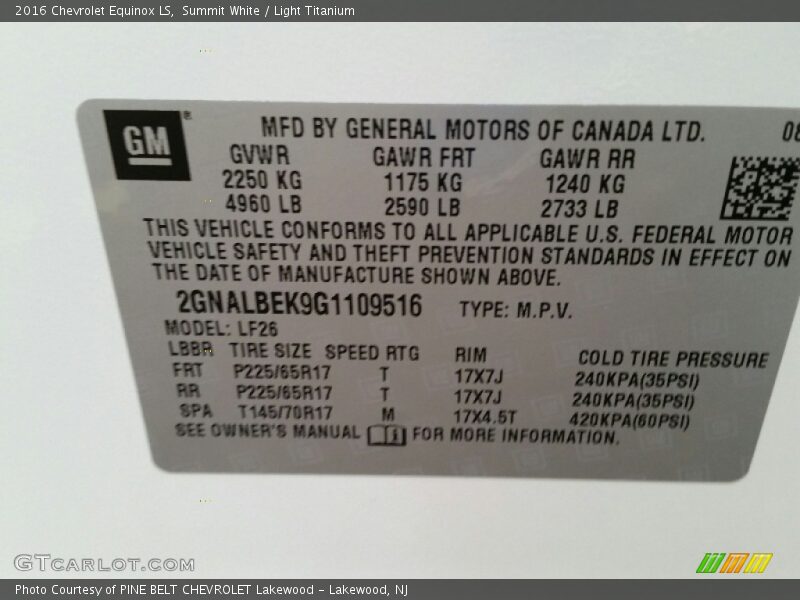 2016 Chevrolet Equinox LS,  Summit White / Light Titanium
GM®
MFD BY GENERAL MOTORS OF CANADA LTD.
GVWR GAWR FRT GAWR RR
2250 KG 1175 KG 1240 KG
4960 LB 2590 LB 2733 LB
THIS VEHICLE CONFORMS TO ALL APPLICABLE U.S. FEDERAL MOTOR
VEHICLE SAFETY AND THEFT PREVENTION STANDARDS IN EFFECT ON
THE DATE OF MANUFACTURE SHOWN ABOVE.
2GNALBEK9G1109516 TYPE: M.P.V.
MODEL: LF26
LBBR TIRE SIZE SPEED RTG RIM COLD TIRE PRESSURE
FRT P225/65R17 T 17X7J 240KPA(35PSI)
RR P225/65R17 T 17X7J 240KPA(35PSI)
SPA T145/70R17 M 17X4.5T 420KPA(60PSI)
SEE OWNER'S MANUAL FOR MORE INFORMATION.
GTCARLOT.COM
Photo Courtesy of PINE BELT CHEVROLET Lakewood - Lakewood, NJ